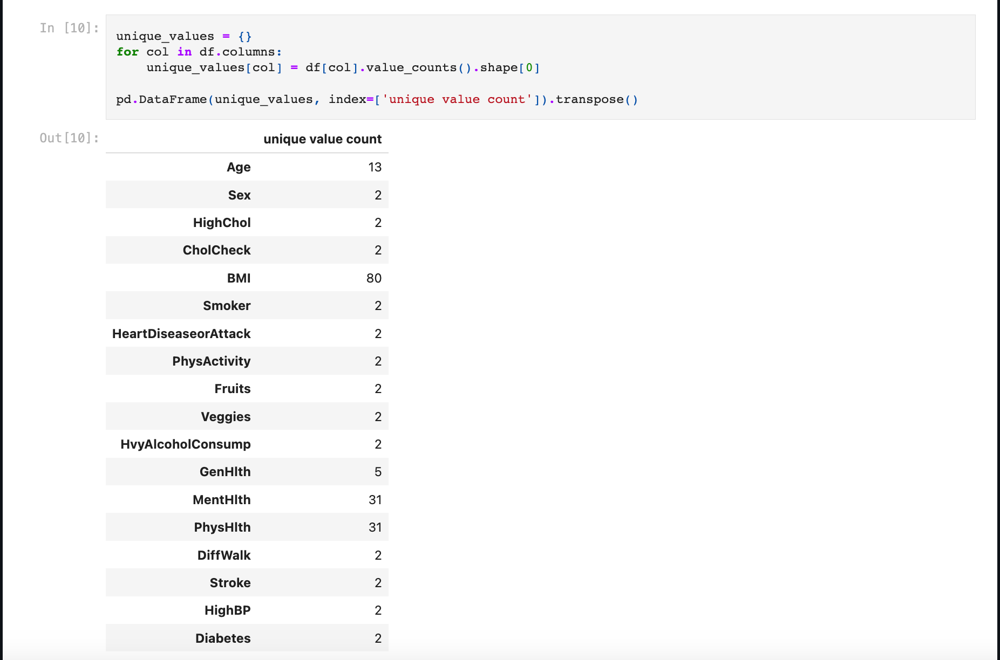 In [10]:
unique_values = {}
for col in df.columns:
    unique_values[col] = df[col].value_counts().shape[0]
pd.DataFrame(unique_values, index=['unique value count']).transpose()
Out[10]:
unique value count
Age 13
Sex 2
HighChol 2
CholCheck 2
BMI 80
Smoker 2
HeartDiseaseorAttack 2
PhysActivity 2
Fruits 2
Veggies 2
HvyAlcoholConsump 2
GenHlth 5
MentHlth 31
PhysHlth 31
DiffWalk 2
Stroke 2
HighBP 2
Diabetes 2